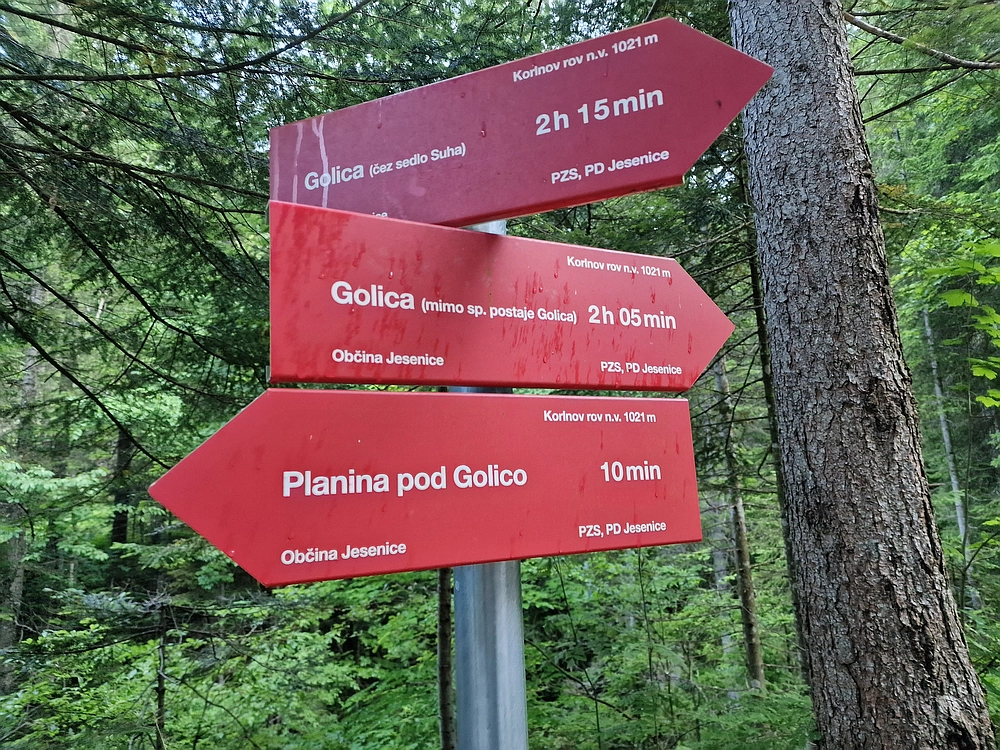 Korinov rov n.v. 1021 m
2h 15 min
Golica (čez sedlo Suha)
PZS, PD Jesenice
Korinov rov n.v. 1021 m
Golica (mimo sp. postaje Golica) 2h 05 min
Občina Jesenice PZS, PD Jesenice
Korinov rov n.v. 1021 m
Planina pod Golico 10 min
Občina Jesenice PZS, PD Jesenice